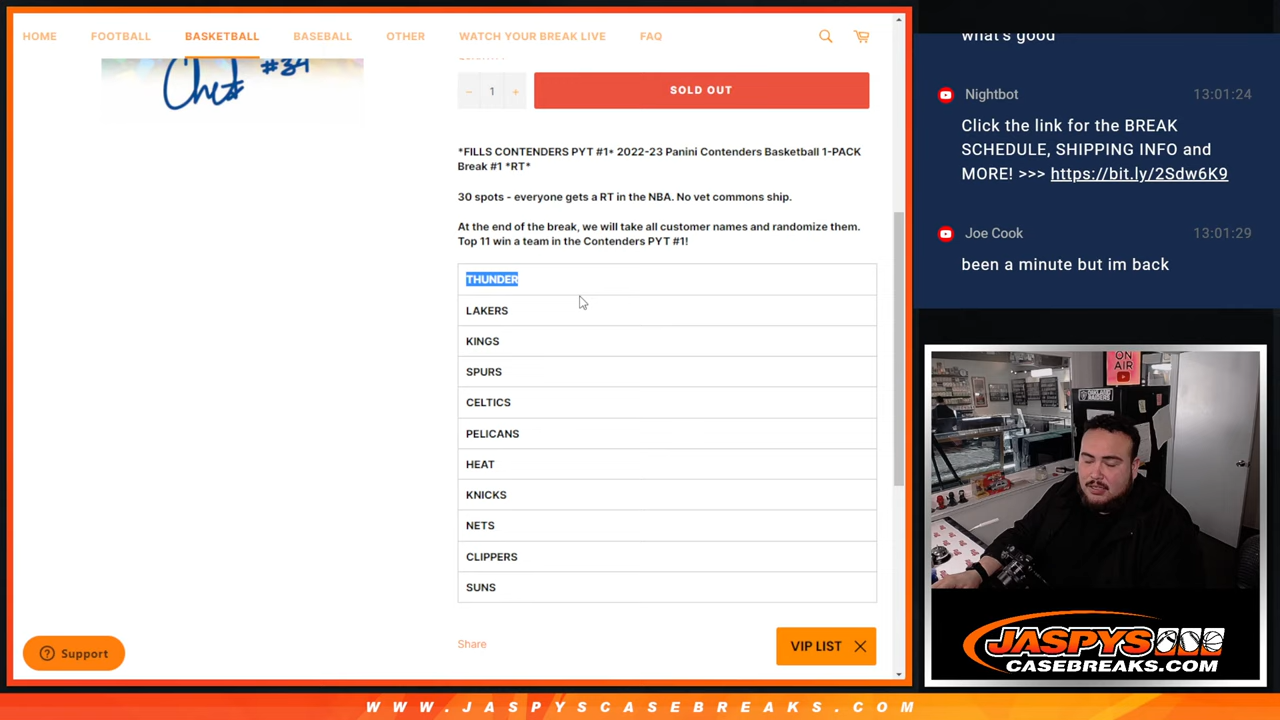 HOME FOOTBALL BASKETBALL BASEBALL OTHER WATCH YOUR BREAK LIVE FAQ
Chet #34
− 1 + SOLD OUT
*FILLS CONTENDERS PYT #1* 2022-23 Panini Contenders Basketball 1-PACK
Break #1 *RT*
30 spots - everyone gets a RT in the NBA. No vet commons ship.
At the end of the break, we will take all customer names and randomize them.
Top 11 win a team in the Contenders PYT #1!
THUNDER
LAKERS
KINGS
SPURS
CELTICS
PELICANS
HEAT
KNICKS
NETS
CLIPPERS
SUNS
Share
Support
VIP LIST
what's good
Nightbot 13:01:24
Click the link for the BREAK
SCHEDULE, SHIPPING INFO and
MORE! >>> https://bit.ly/2Sdw6K9
Joe Cook 13:01:29
been a minute but im back
ON
AIR
JASPYS
CASEBREAKS.COM
WWW.JASPYSCASEBREAKS.COM